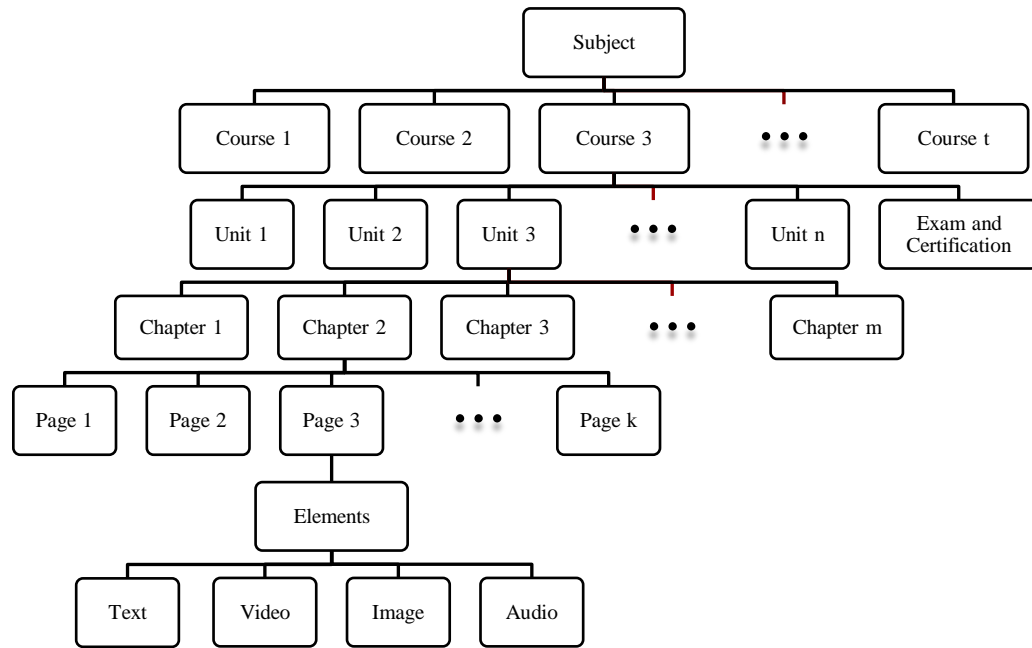 Subject
Course 1
Course 2
Course 3
•••
Course t
Unit 1
Unit 2
Unit 3
•••
Unit n
Exam and
Certification
Chapter 1
Chapter 2
Chapter 3
•••
Chapter m
Page 1
Page 2
Page 3
•••
Page k
Elements
Text
Video
Image
Audio